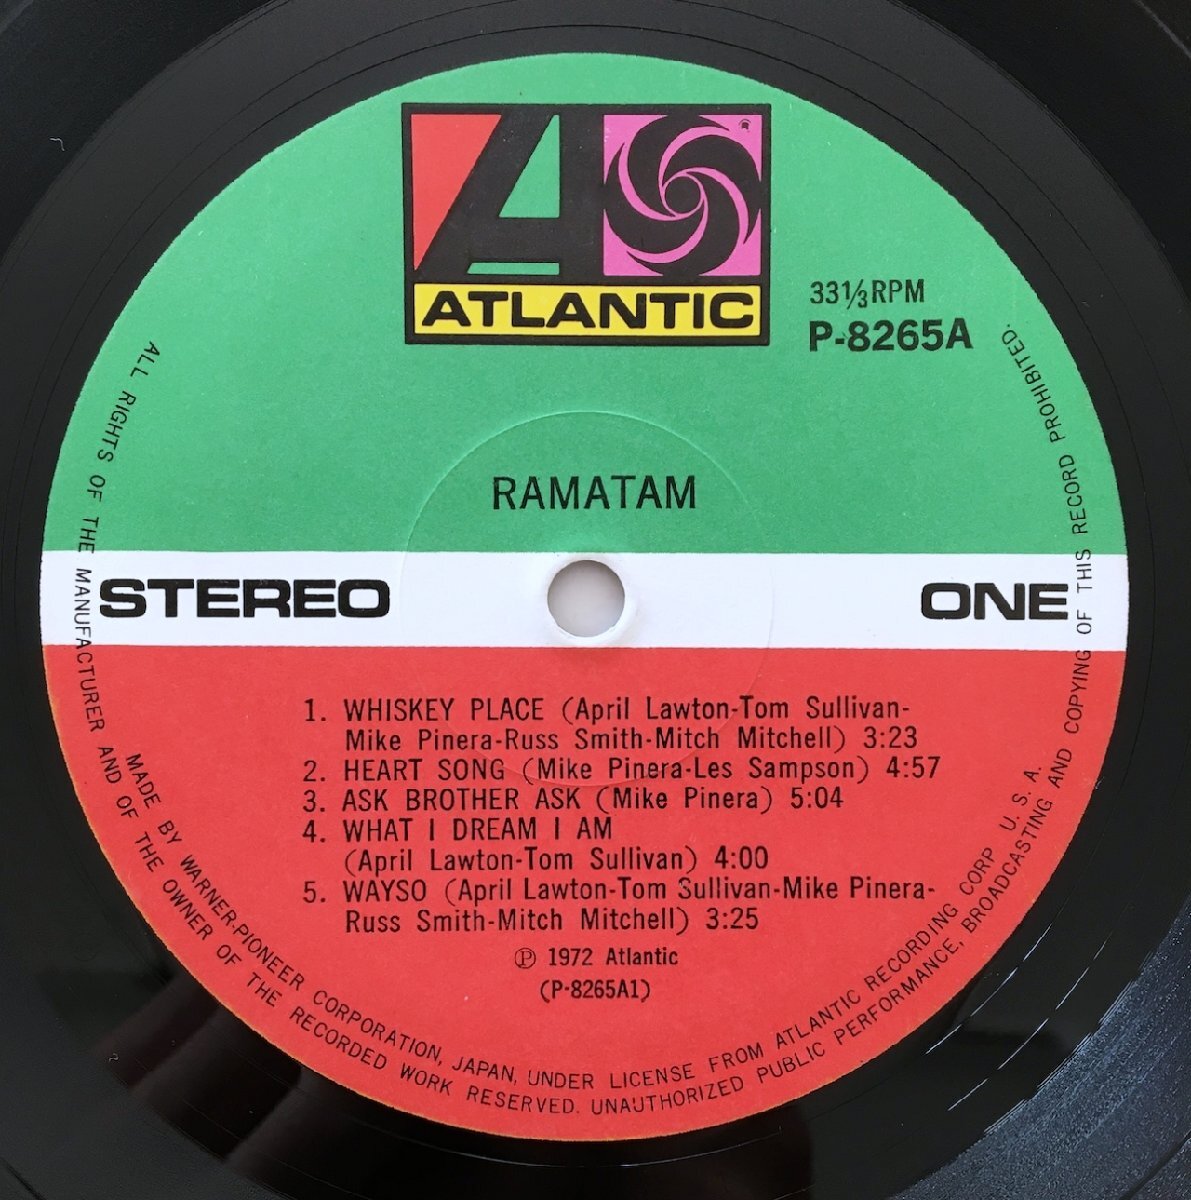 ATLANTIC
33⅓ RPM
P-8265A
RAMATAM
STEREO
ONE
1. WHISKEY PLACE (April Lawton-Tom Sullivan-
Mike Pinera-Russ Smith-Mitch Mitchell) 3:23
2. HEART SONG (Mike Pinera-Les Sampson) 4:57
3. ASK BROTHER ASK (Mike Pinera) 5:04
4. WHAT I DREAM I AM
(April Lawton-Tom Sullivan) 4:00
5. WAYSO (April Lawton-Tom Sullivan-Mike Pinera-
Russ Smith-Mitch Mitchell) 3:25
Ⓟ 1972 Atlantic
(P-8265A1)
MADE BY WARNER-PIONEER CORPORATION, JAPAN, UNDER LICENSE FROM ATLANTIC RECORDING CORP U. S. A.
ALL RIGHTS OF THE MANUFACTURER AND OF THE OWNER OF THE RECORDED WORK RESERVED. UNAUTHORIZED PUBLIC PERFORMANCE, BROADCASTING AND COPYING OF THIS RECORD PROHIBITED.